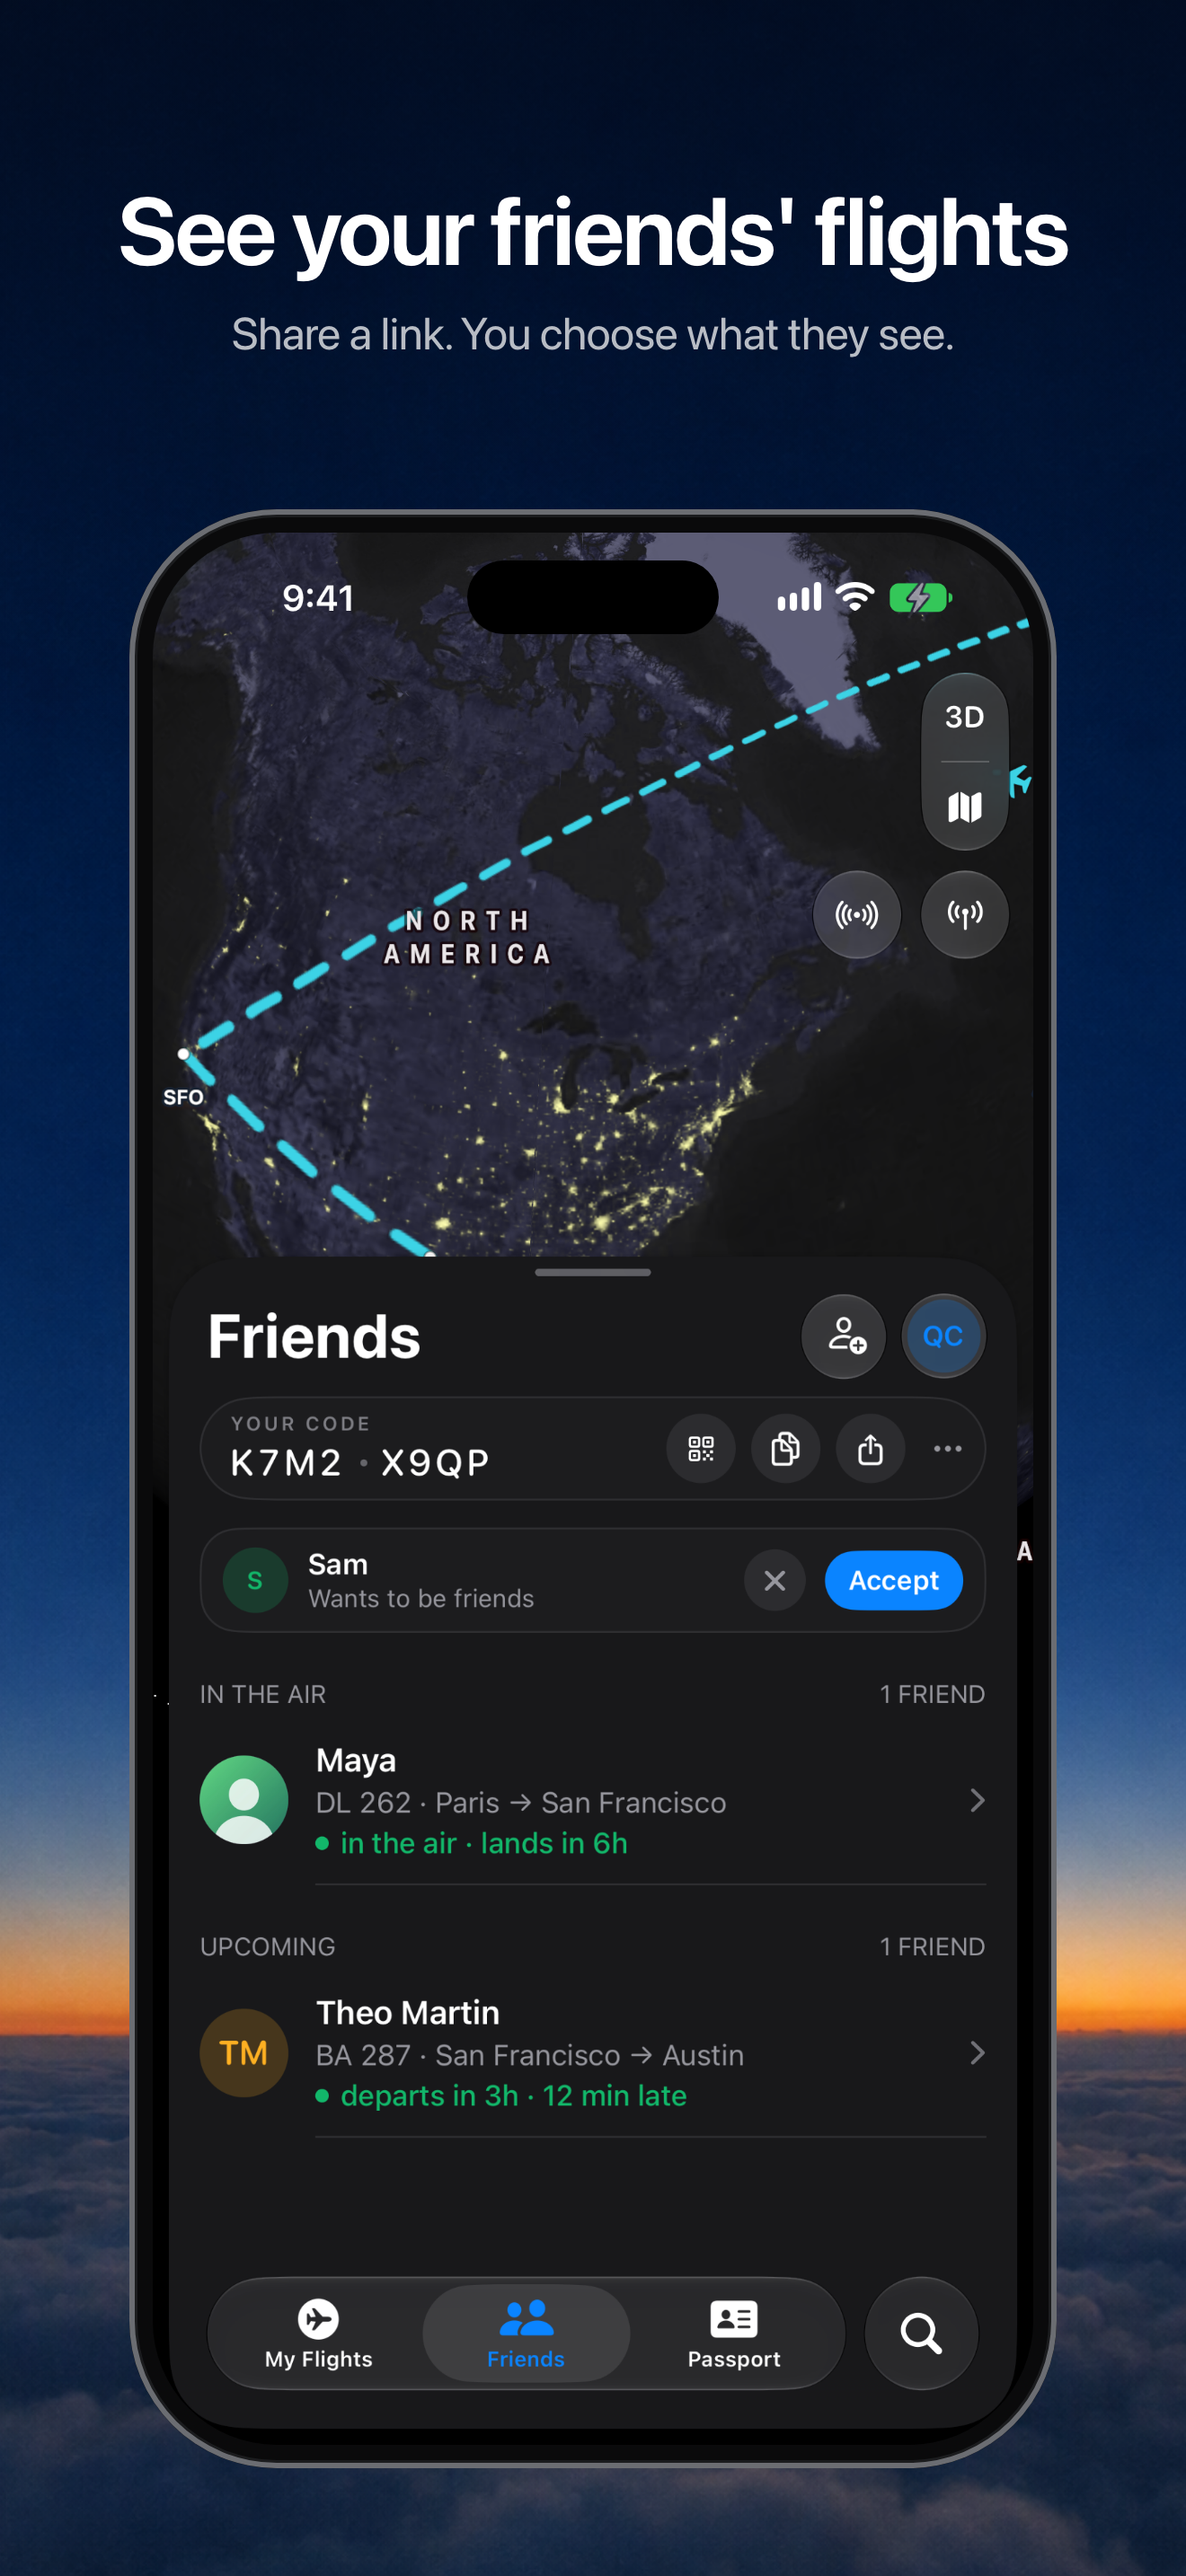 See your friends' flights
Share a link. You choose what they see.
9:41
3D
NORTH
AMERICA
SFO
Friends
QC
YOUR CODE
K7M2 · X9QP
A
S
Sam
Wants to be friends
Accept
IN THE AIR
1 FRIEND
Maya
DL 262 · Paris → San Francisco
in the air · lands in 6h
UPCOMING
1 FRIEND
TM
Theo Martin
BA 287 · San Francisco → Austin
departs in 3h · 12 min late
My Flights
Friends
Passport